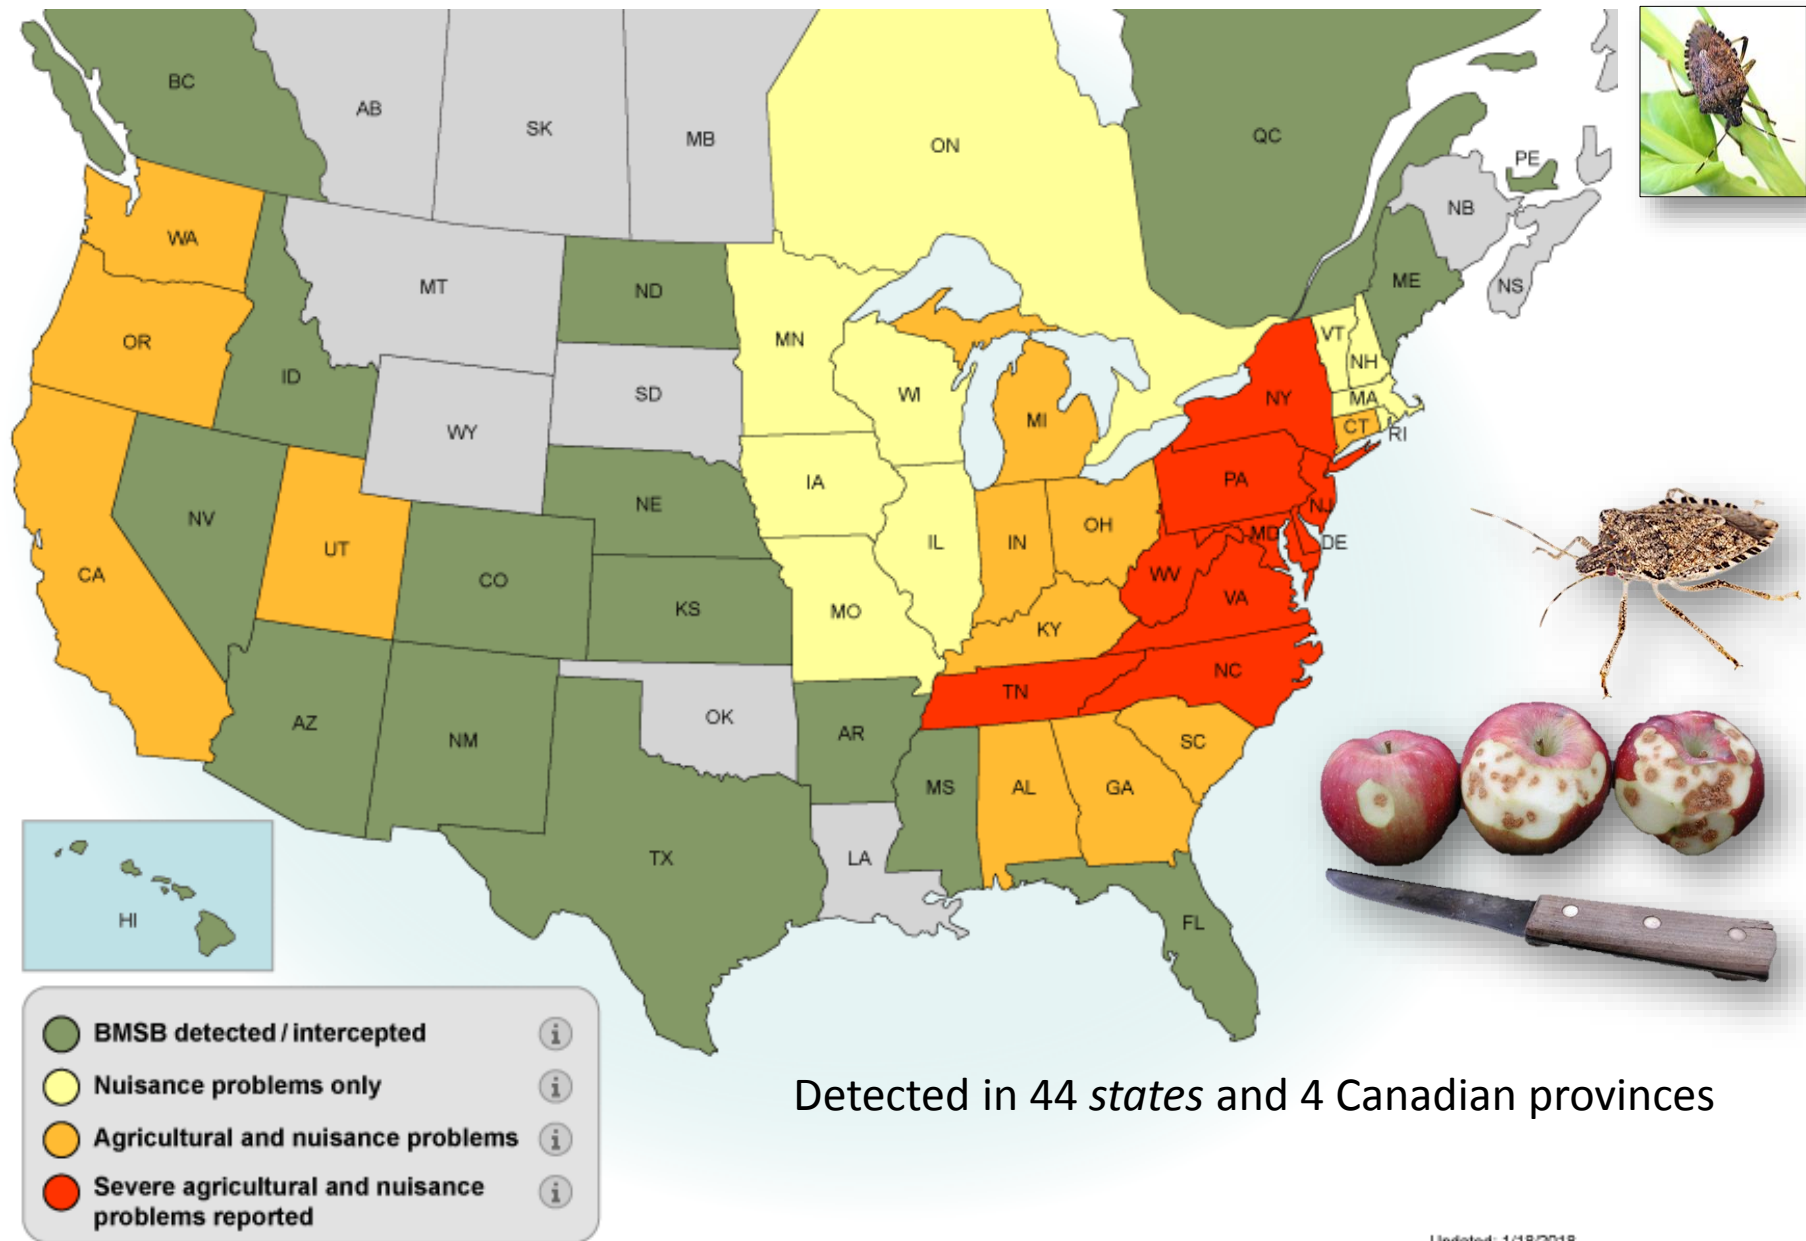 BC
AB
SK
MB
ON
QC
PE
NB
NS
ME
WA
MT
ND
MN
VT
NH
OR
ID
SD
WI
MI
NY
MA
CT
RI
WY
IA
PA
NJ
NV
NE
IL
IN
OH
MD
DE
UT
CO
WV
VA
CA
KS
MO
KY
NC
TN
AZ
NM
OK
AR
SC
MS
AL
GA
TX
LA
HI
FL
BMSB detected / intercepted i
Nuisance problems only i
Agricultural and nuisance problems i
Severe agricultural and nuisance i
problems reported
Detected in 44 states and 4 Canadian provinces
Updated: 1/18/2018